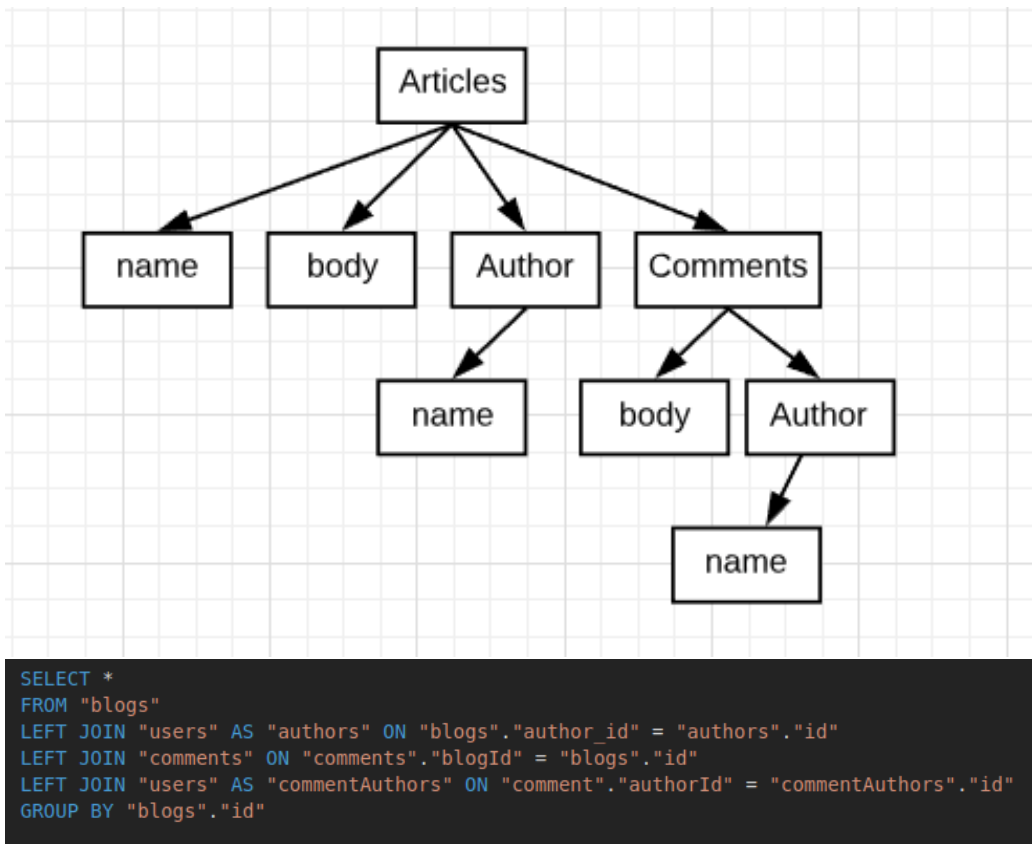 Articles
name
body
Author
Comments
name
body
Author
name
SELECT *
FROM "blogs"
LEFT JOIN "users" AS "authors" ON "blogs"."author_id" = "authors"."id"
LEFT JOIN "comments" ON "comments"."blogId" = "blogs"."id"
LEFT JOIN "users" AS "commentAuthors" ON "comment"."authorId" = "commentAuthors"."id"
GROUP BY "blogs"."id"